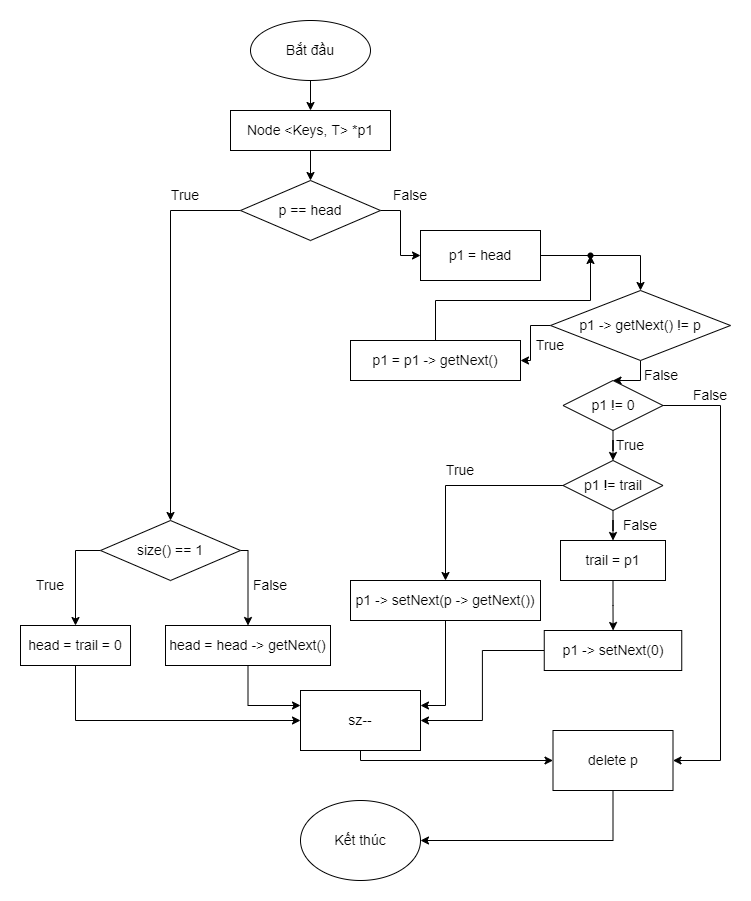 Bắt đầu
Node <Keys, T> *p1
True
False
p == head
p1 = head
p1 -> getNext() != p
True
p1 = p1 -> getNext()
False
False
p1 != 0
True
True
p1 != trail
False
size() == 1
trail = p1
True
False
p1 -> setNext(p -> getNext())
head = trail = 0
head = head -> getNext()
p1 -> setNext(0)
sz--
delete p
Kết thúc